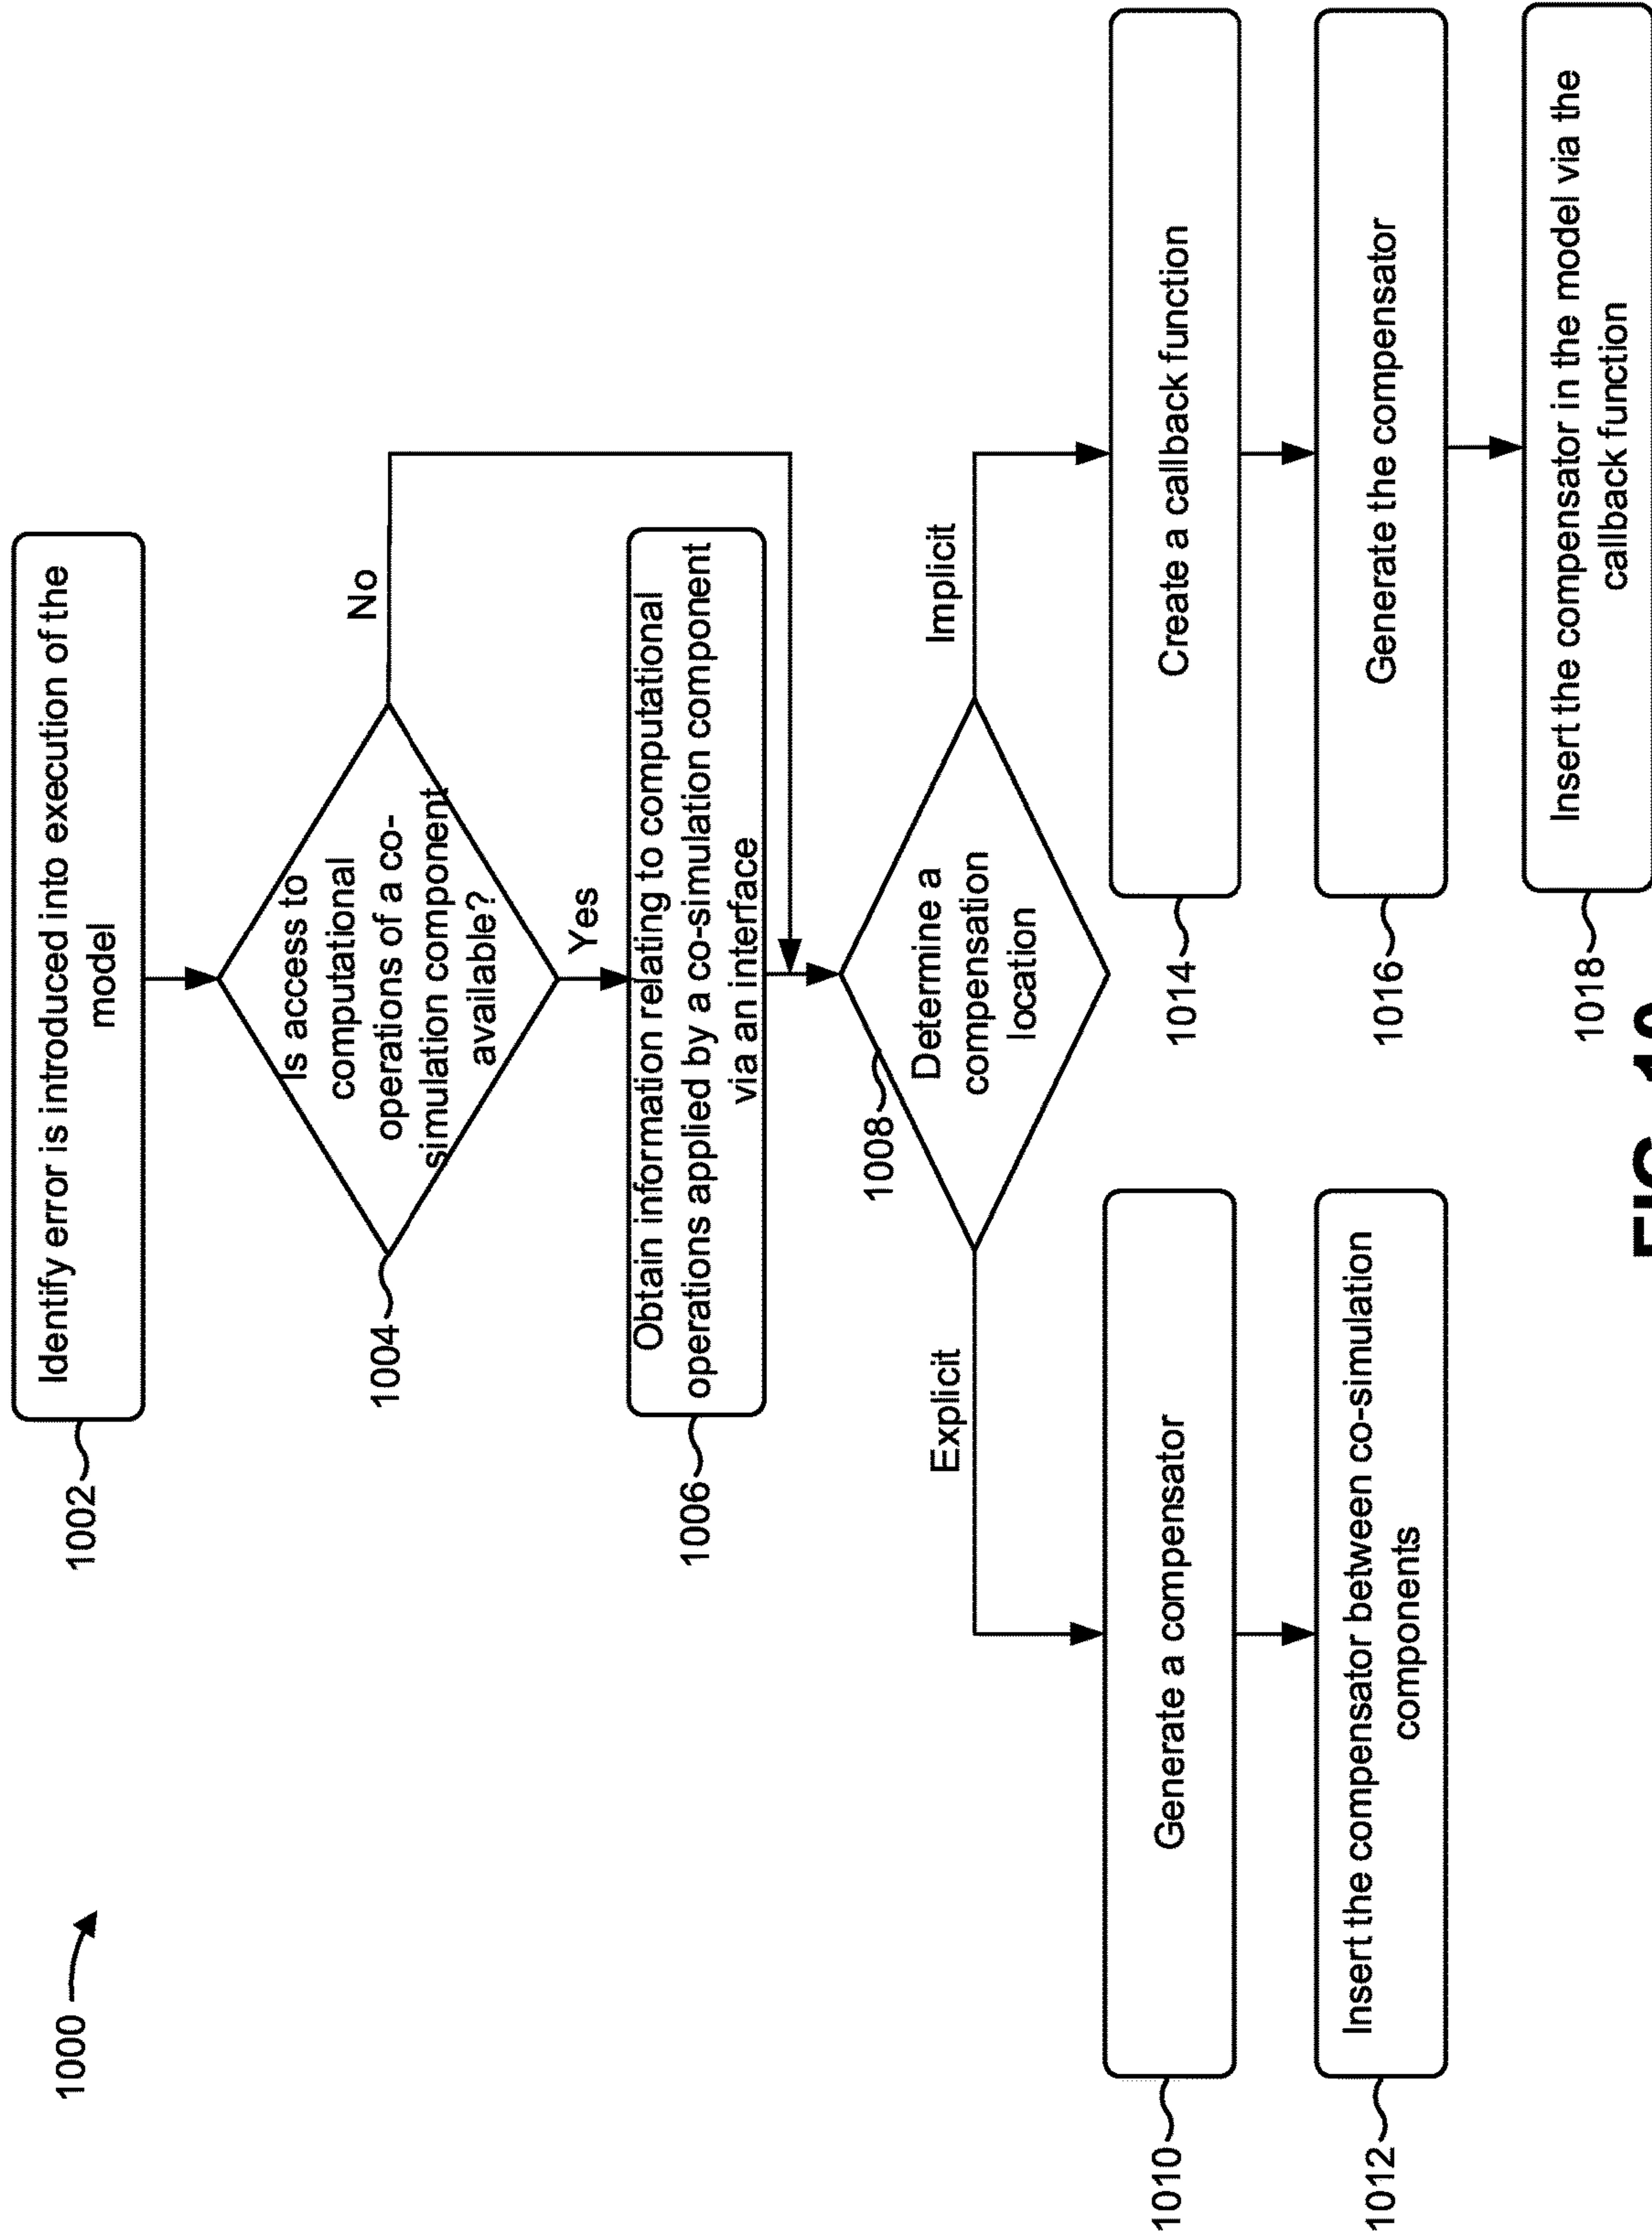 1000
Identify error is introduced into execution of the
model
1002
Is access to
computational
operations of a co-
simulation component
available?
1004
No
Yes
Obtain information relating to computational
operations applied by a co-simulation component
via an interface
1006
Determine a
compensation
location
1008
Explicit
Implicit
Generate a compensator
1010
Insert the compensator between co-simulation
components
1012
Create a callback function
1014
Generate the compensator
1016
Insert the compensator in the model via the
callback function
1018